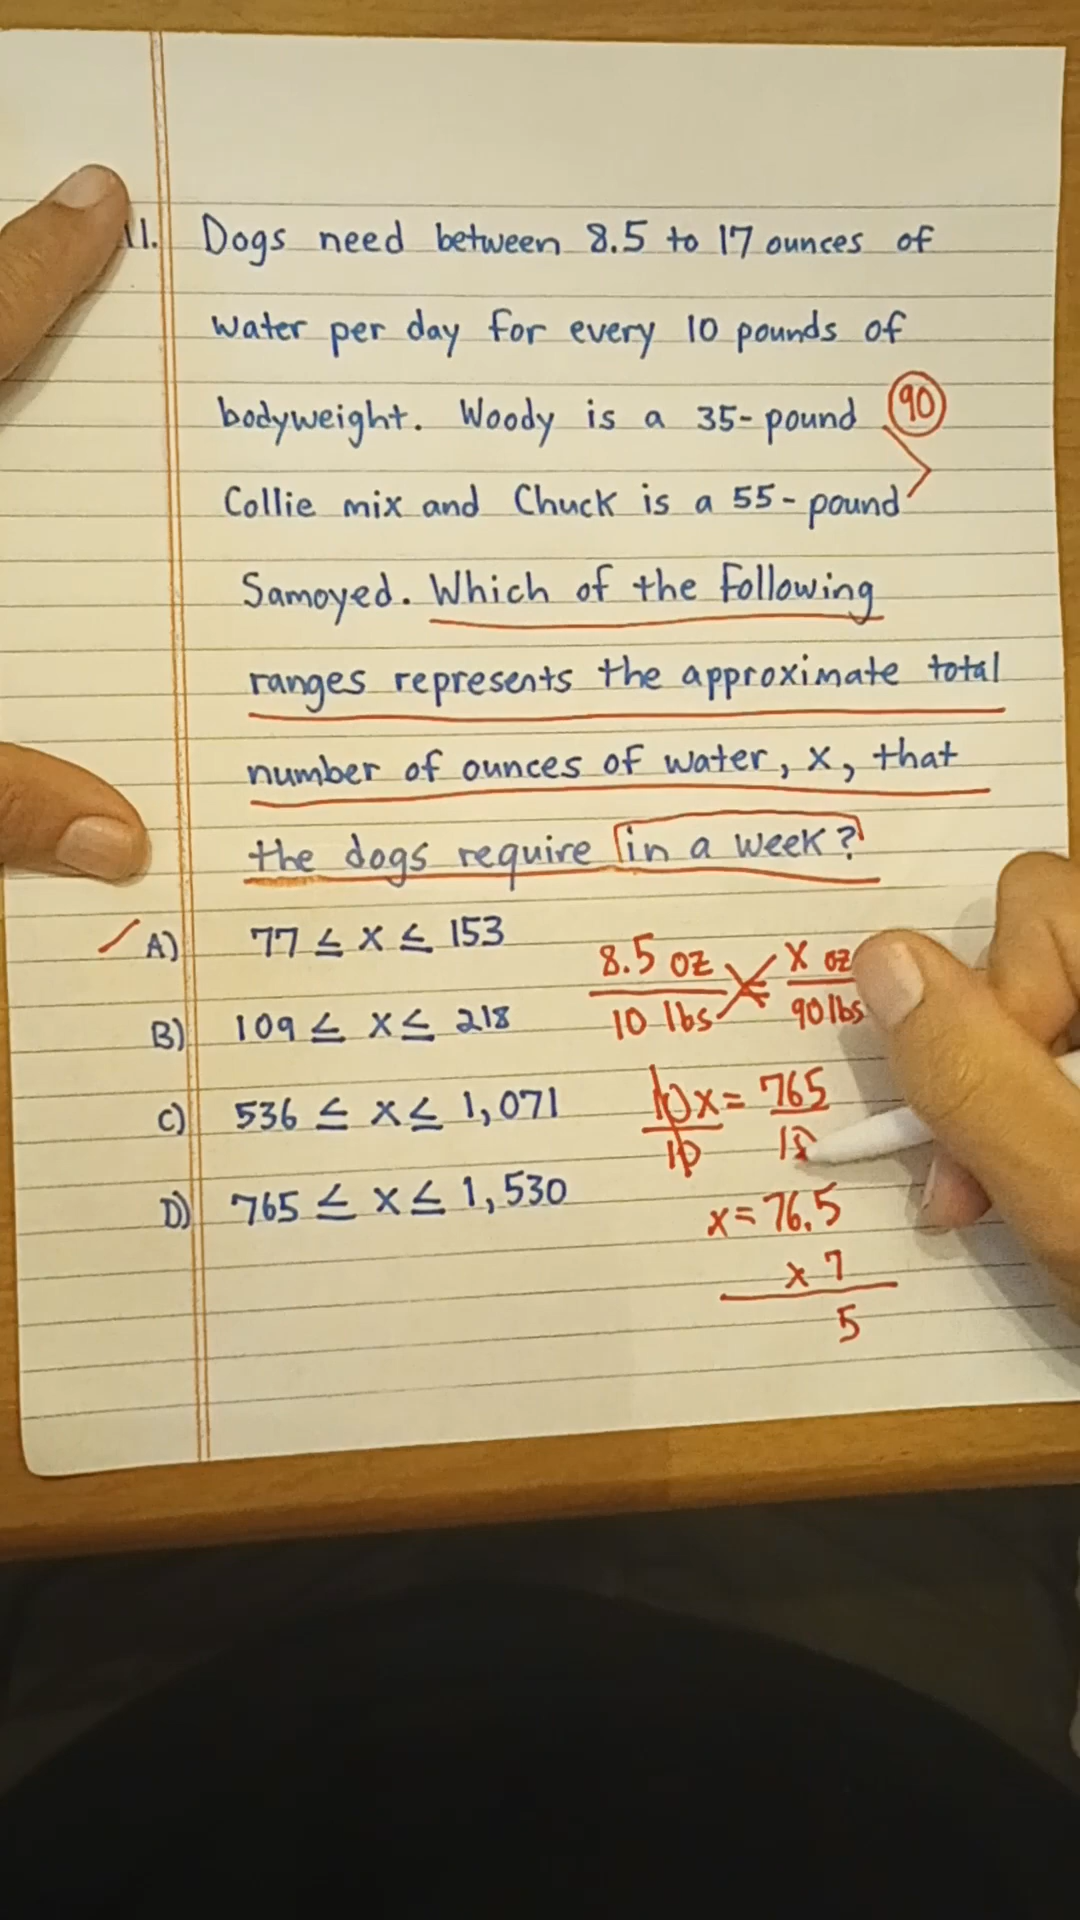 11. Dogs need between 8.5 to 17 ounces of
water per day for every 10 pounds of
bodyweight. Woody is a 35-pound 90
Collie mix and Chuck is a 55-pound
Samoyed. Which of the following
ranges represents the approximate total
number of ounces of water, x, that
the dogs require in a week?
A) 77 ≤ x ≤ 153
B) 109 ≤ x ≤ 218
C) 536 ≤ x ≤ 1,071
D) 765 ≤ x ≤ 1,530
8.5 oz = x oz
10 lbs 90 lbs
10x = 765
10 10
x = 76.5
x 7
5